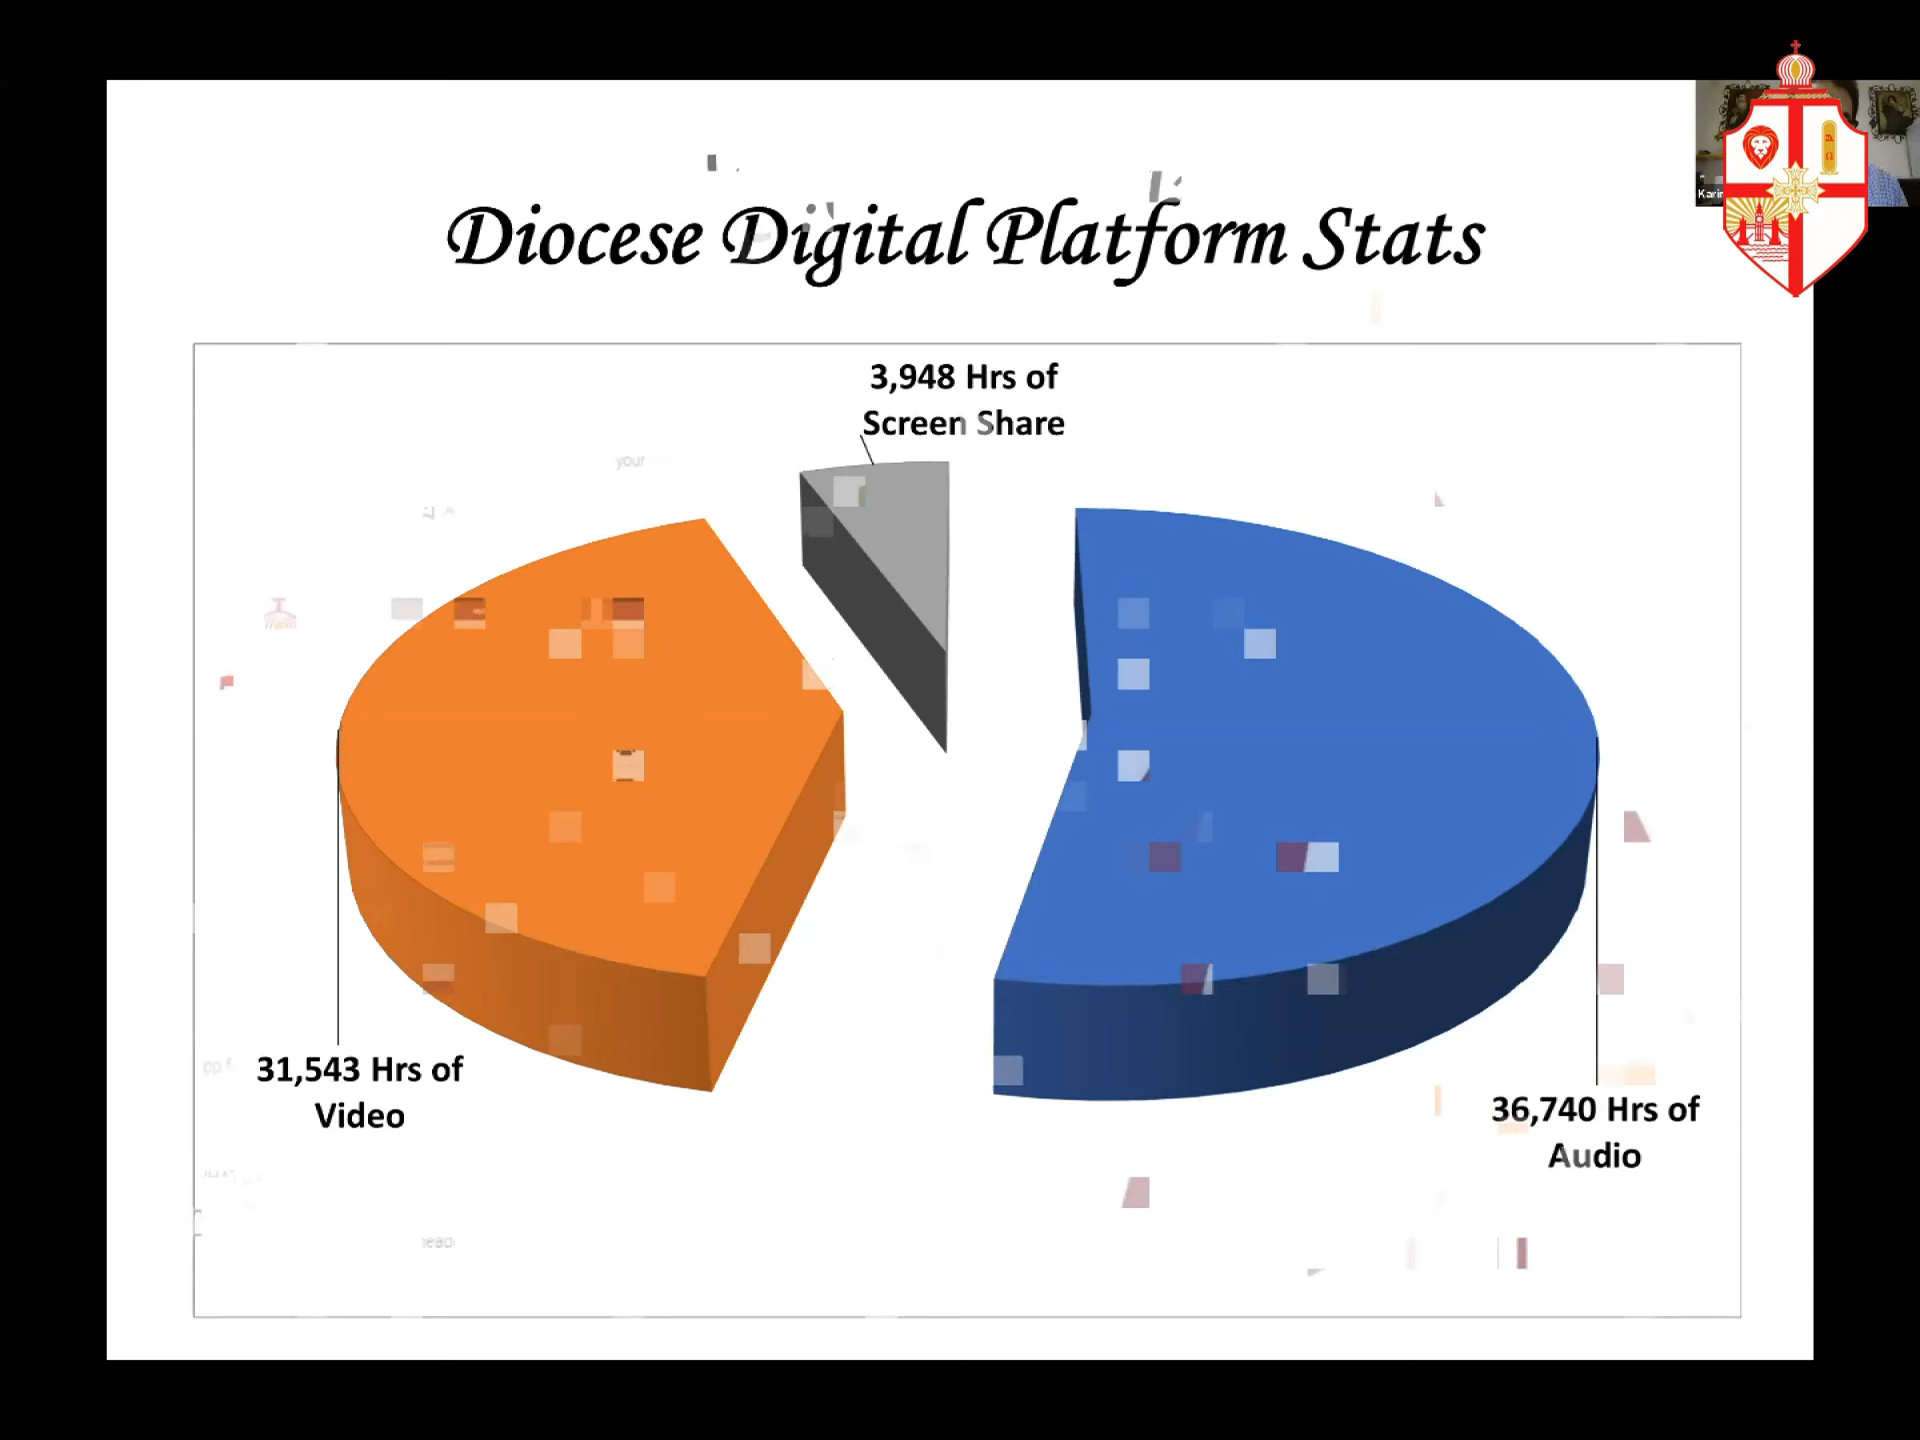 Diocese Digital Platform Stats
3,948 Hrs of
Screen Share
your
31,543 Hrs of
Video
36,740 Hrs of
Audio